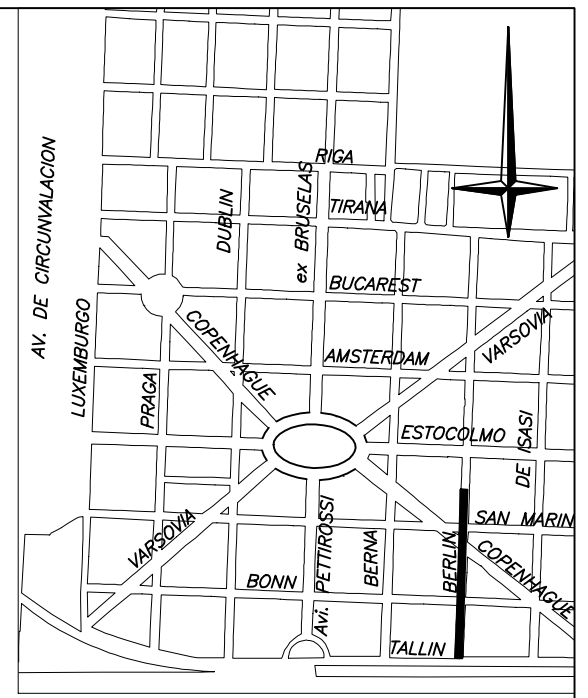 AV. DE CIRCUNVALACION
RIGA
TIRANA
DUBLIN
ex BRUSELAS
BUCAREST
LUXEMBURGO
PRAGA
COPENHAGUE
AMSTERDAM
VARSOVIA
ESTOCOLMO
DE ISASI
SAN MARIN
VARSOVIA
Avi. PETTIROSSI
BERNA
BERLIN
COPENHAGUE
BONN
TALLIN